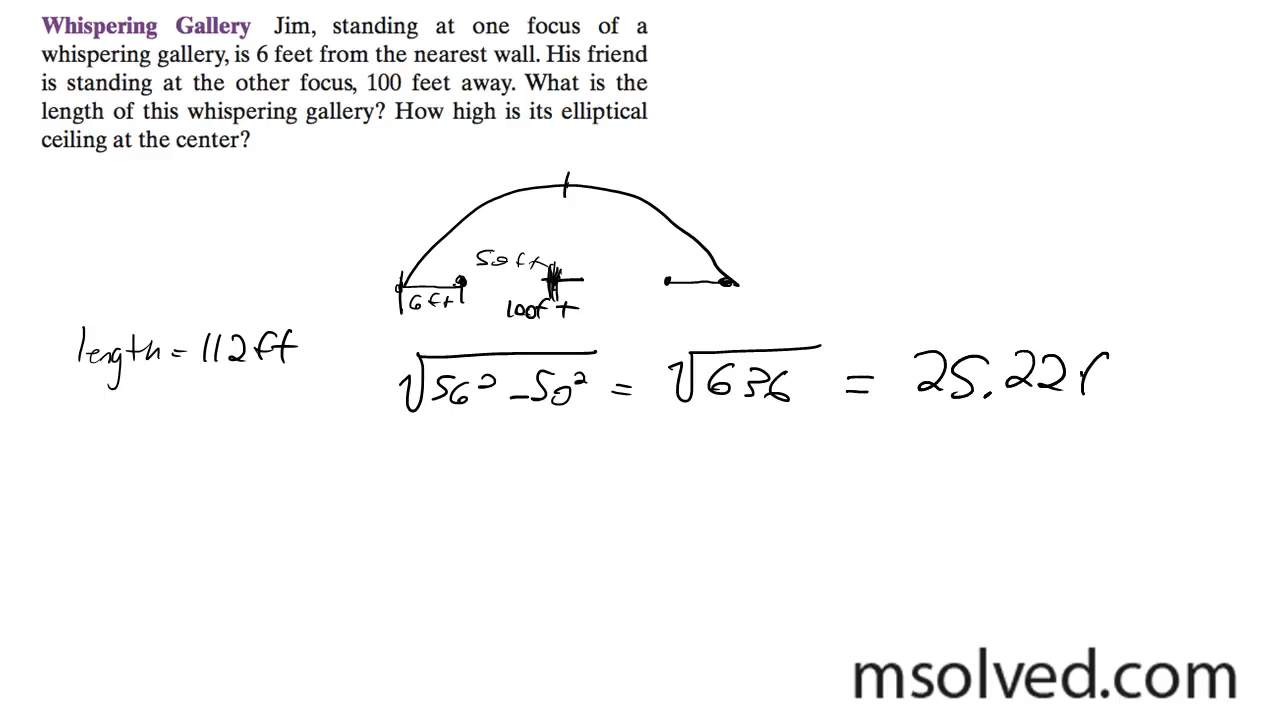 Whispering Gallery Jim, standing at one focus of a
whispering gallery, is 6 feet from the nearest wall. His friend
is standing at the other focus, 100 feet away. What is the
length of this whispering gallery? How high is its elliptical
ceiling at the center?
50 ft
6 ft
100ft
length = 112 ft
√56² - 50² = √636 = 25.22f
msolved.com